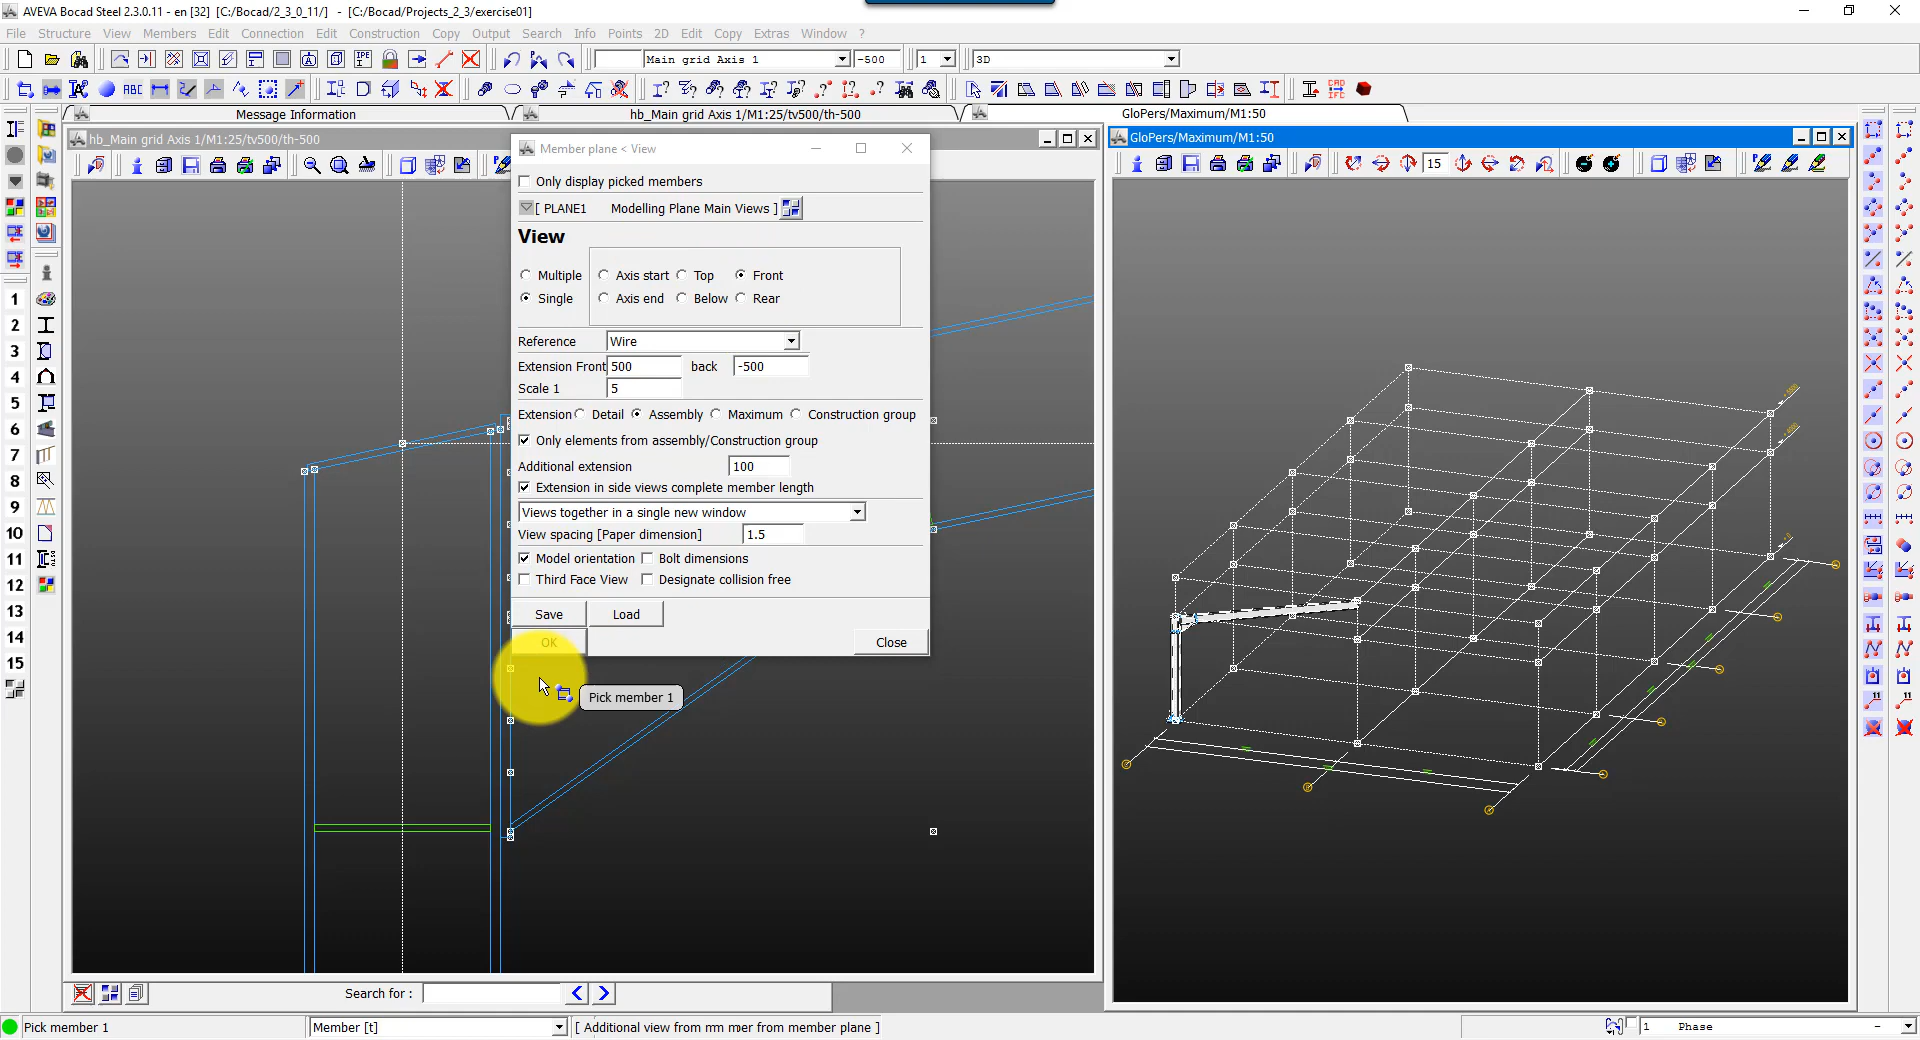 AVEVA Bocad Steel 2.3.0.11 - en [32]  [C:/Bocad/2_3_0_11/]   - [C:/Bocad/Projects_2_3/exercise01]
File Structure View Members Edit Connection Edit Construction Copy Output Search Info Points 2D Edit Copy Extras Window ?
Main grid Axis 1 -500 1 3D
ABC IPE CAD IFC
Message Information hb_Main grid Axis 1/M1:25/tv500/th-500 GloPers/Maximum/M1:50
hb_Main grid Axis 1/M1:25/tv500/th-500
GloPers/Maximum/M1:50
15
Member plane < View
Only display picked members
[ PLANE1 Modelling Plane Main Views ]
View
Multiple Axis start Top Front
Single Axis end Below Rear
Reference Wire
Extension Front 500 back -500
Scale 1 5
Extension Detail Assembly Maximum Construction group
Only elements from assembly/Construction group
Additional extension 100
Extension in side views complete member length
Views together in a single new window
View spacing [Paper dimension] 1.5
Model orientation Bolt dimensions
Third Face View Designate collision free
Save Load
OK Close
Pick member 1
1
2
3
4
5
6
7
8
9
10
11
12
13
14
15
11 11
Search for :
Pick member 1 Member [t] [ Additional view from mm mer from member plane ] 1 Phase -